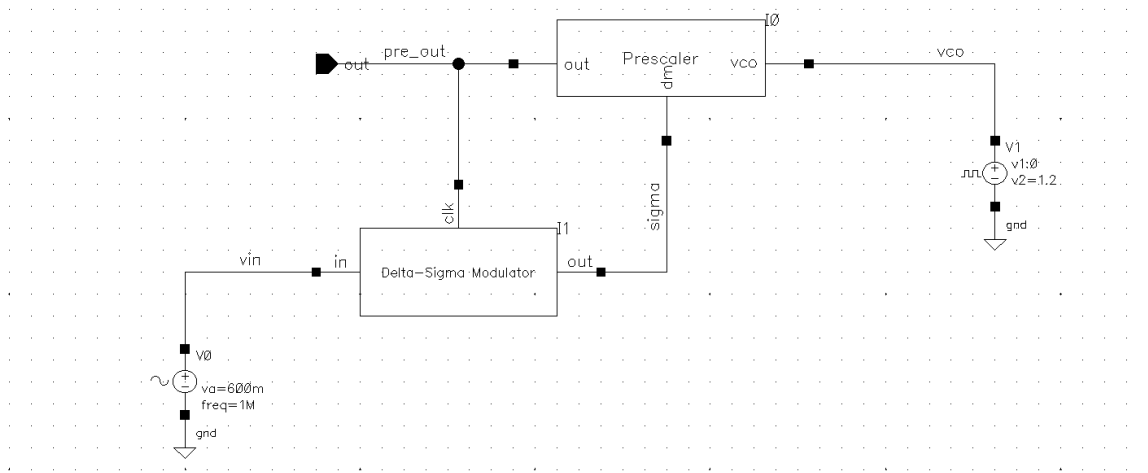 I0
pre_out
out
out
Prescaler
vco
dm
vco
V1
v1:0
v2=1.2
gnd
clk
sigma
I1
vin
in
Delta-Sigma Modulator
out
V0
va=600m
freq=1M
gnd